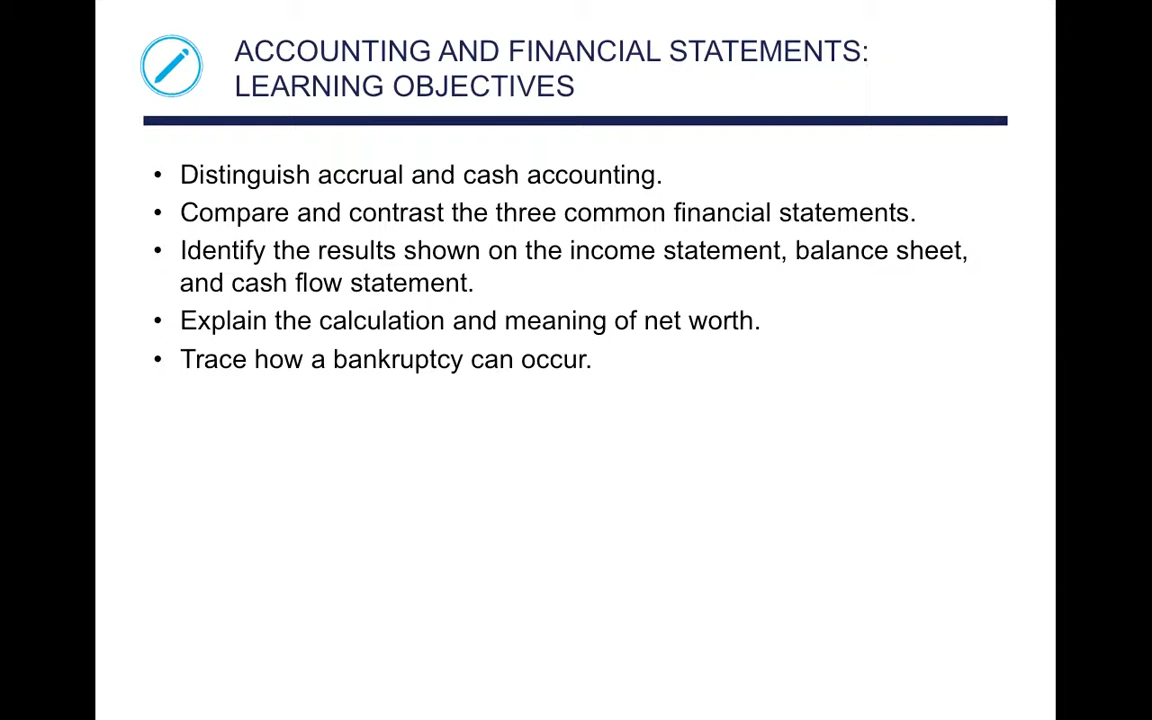 ACCOUNTING AND FINANCIAL STATEMENTS:
LEARNING OBJECTIVES
• Distinguish accrual and cash accounting.
• Compare and contrast the three common financial statements.
• Identify the results shown on the income statement, balance sheet,
and cash flow statement.
• Explain the calculation and meaning of net worth.
• Trace how a bankruptcy can occur.